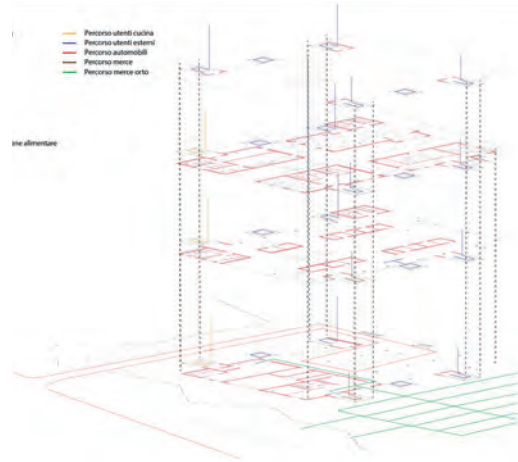 Percorso utenti cucina
Percorso utenti esterni
Percorso automobili
Percorso merce
Percorso merce orto
ne alimentare